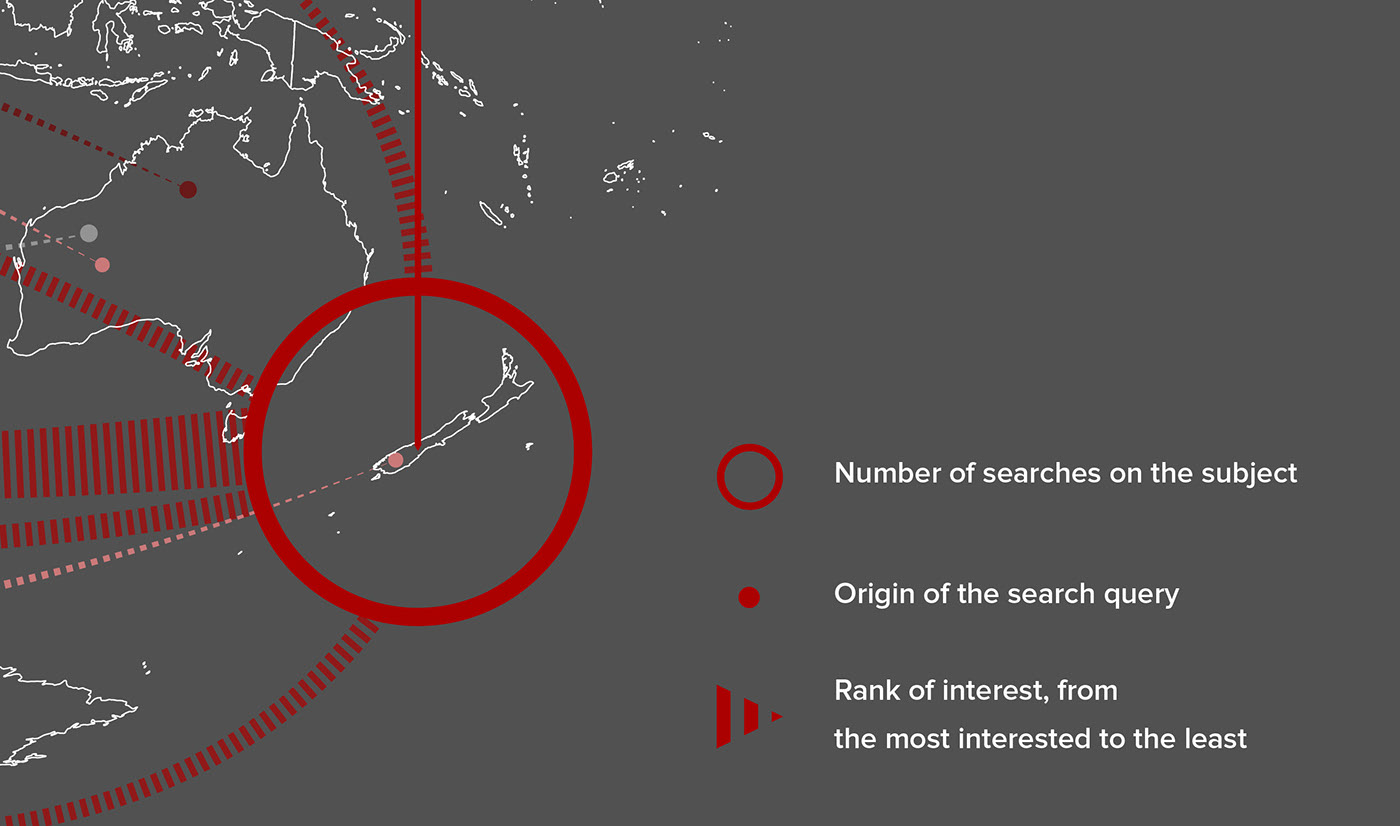 Number of searches on the subject
Origin of the search query
Rank of interest, from
the most interested to the least